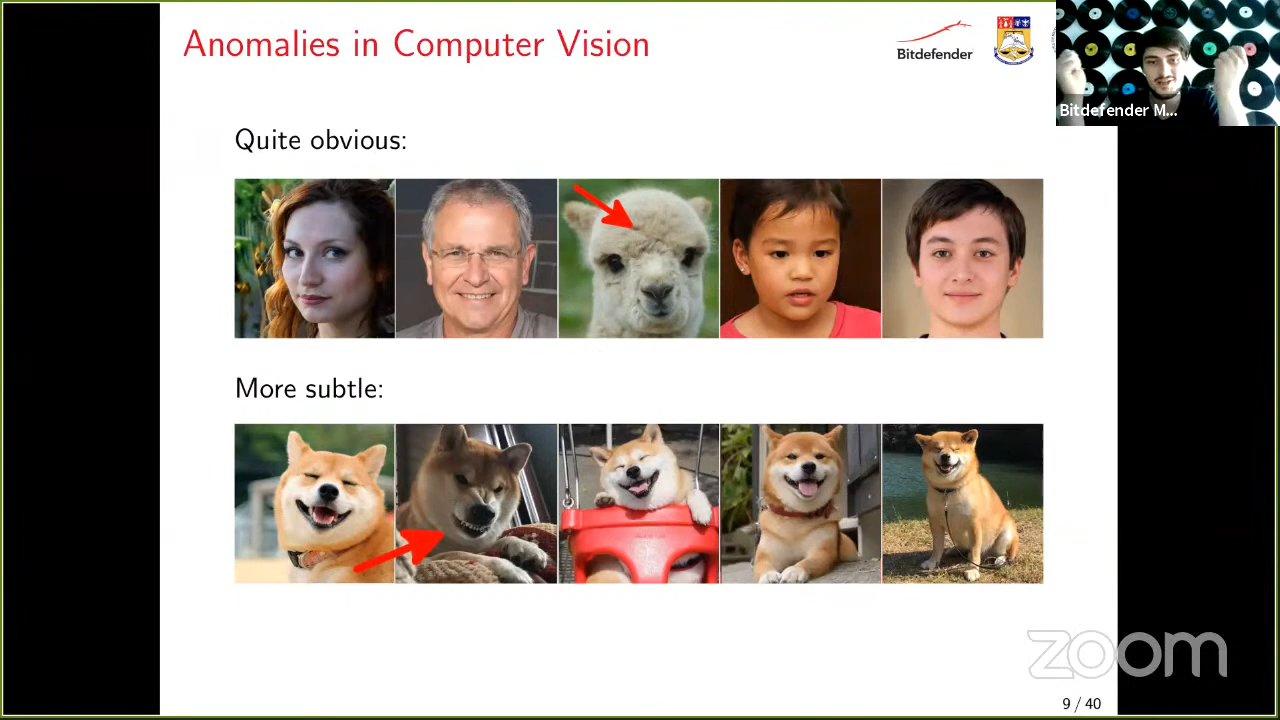 Anomalies in Computer Vision
Bitdefender
Bitdefender M...
Quite obvious:
More subtle:
zoom
9 / 40